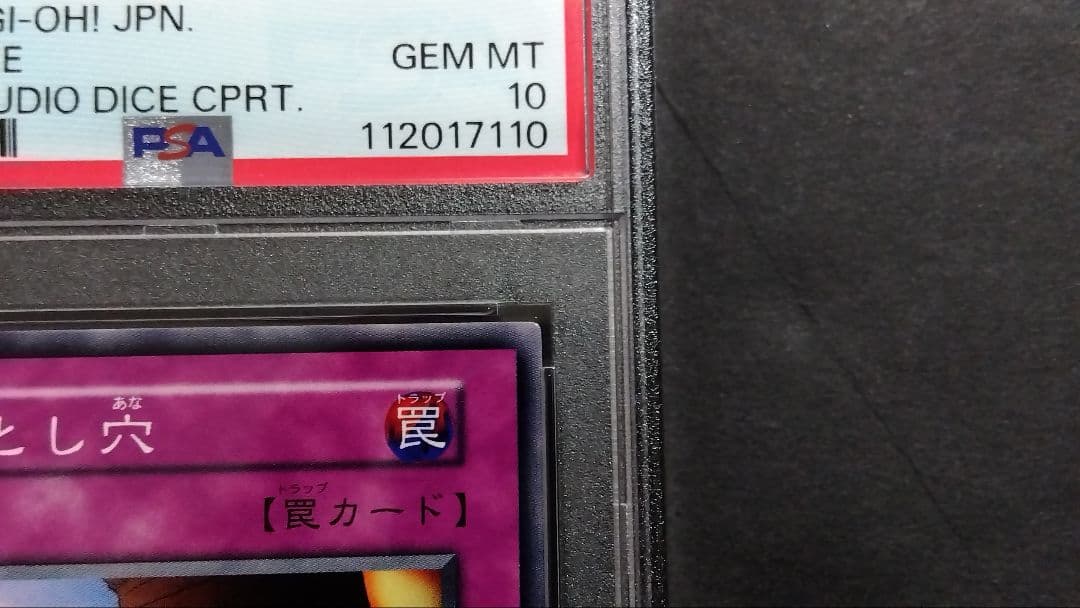 GI-OH! JPN.
E GEM MT
UDIO DICE CPRT. 10
PSA 112017110
あな トラップ
とし穴 罠
トラップ
【罠カード】